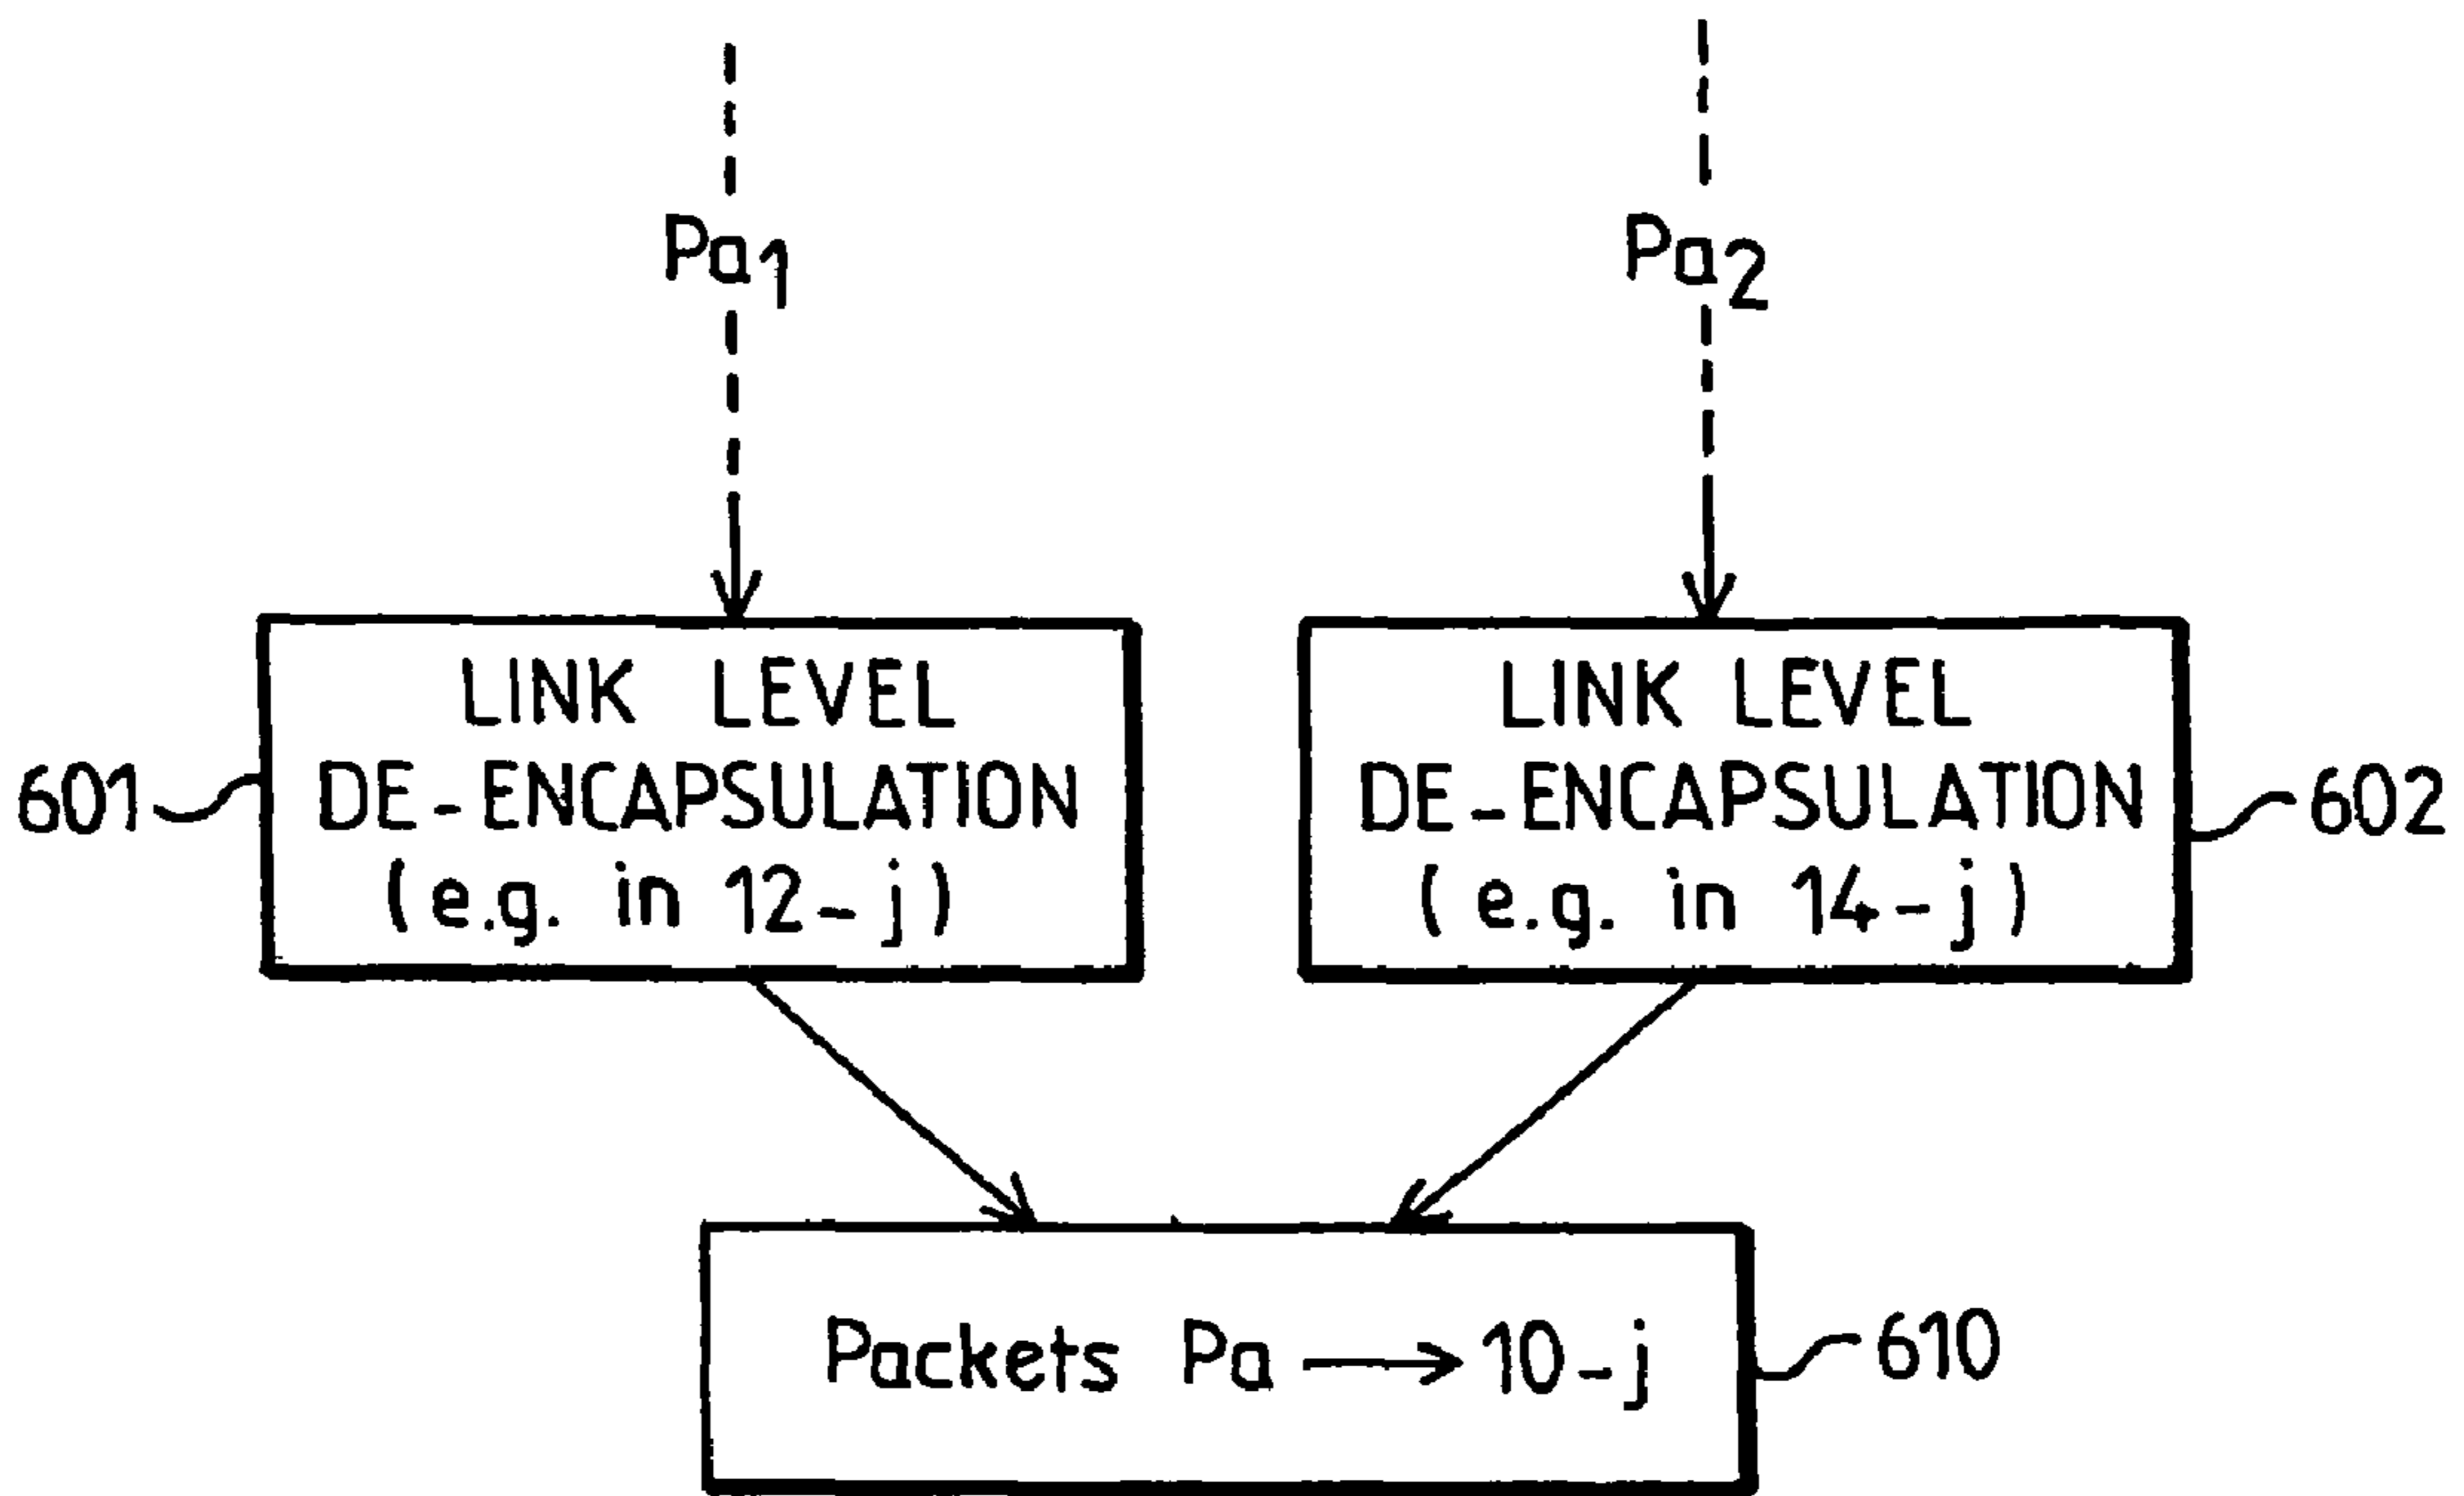 Pa1
Pa2
LINK LEVEL
DE-ENCAPSULATION
(e.g. in 12-j)
601
LINK LEVEL
DE-ENCAPSULATION
(e.g. in 14-j)
602
Packets Pa → 10-j
610